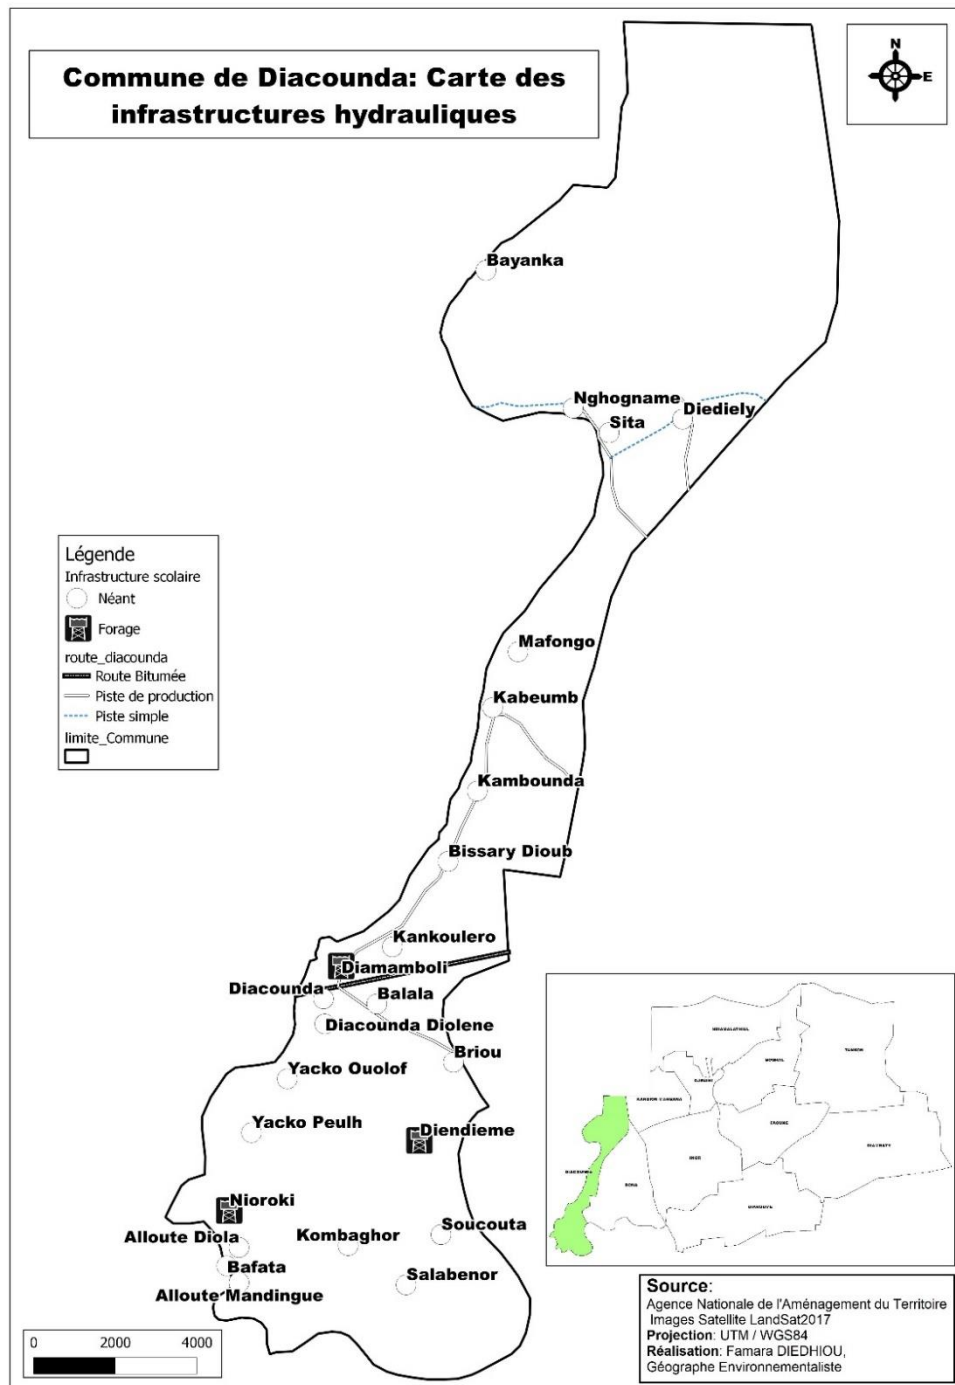 Commune de Diacounda: Carte des
infrastructures hydrauliques
N
E
Bayanka
Nghogname
Diediely
Sita
Légende
Infrastructure scolaire
Néant
Forage
route_diacounda
Route Bitumée
Piste de production
Piste simple
limite_Commune
Mafongo
Kabeumb
Kambounda
Bissary Dioub
Kankoulero
Diamamboli
Diacounda
Balala
Diacounda Diolene
Briou
Yacko Ouolof
Yacko Peulh
Diendieme
Nioroki
Alloute Diola
Kombaghor
Soucouta
Bafata
Salabenor
Alloute Mandingue
0 2000 4000
Source:
Agence Nationale de l'Aménagement du Territoire
Images Satellite LandSat2017
Projection: UTM / WGS84
Réalisation: Famara DIEDHIOU,
Géographe Environnementaliste